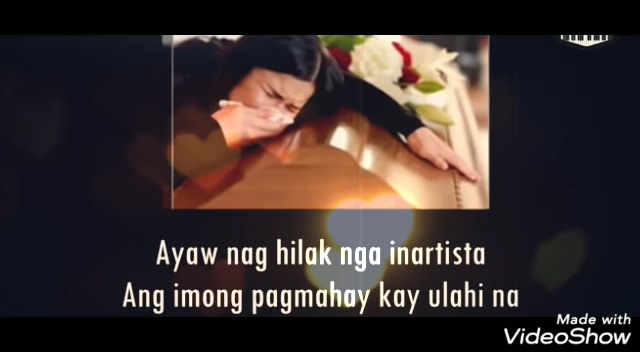 Ayaw nag hilak nga inartista
Ang imong pagmahay kay ulahi na
Made with
VideoShow